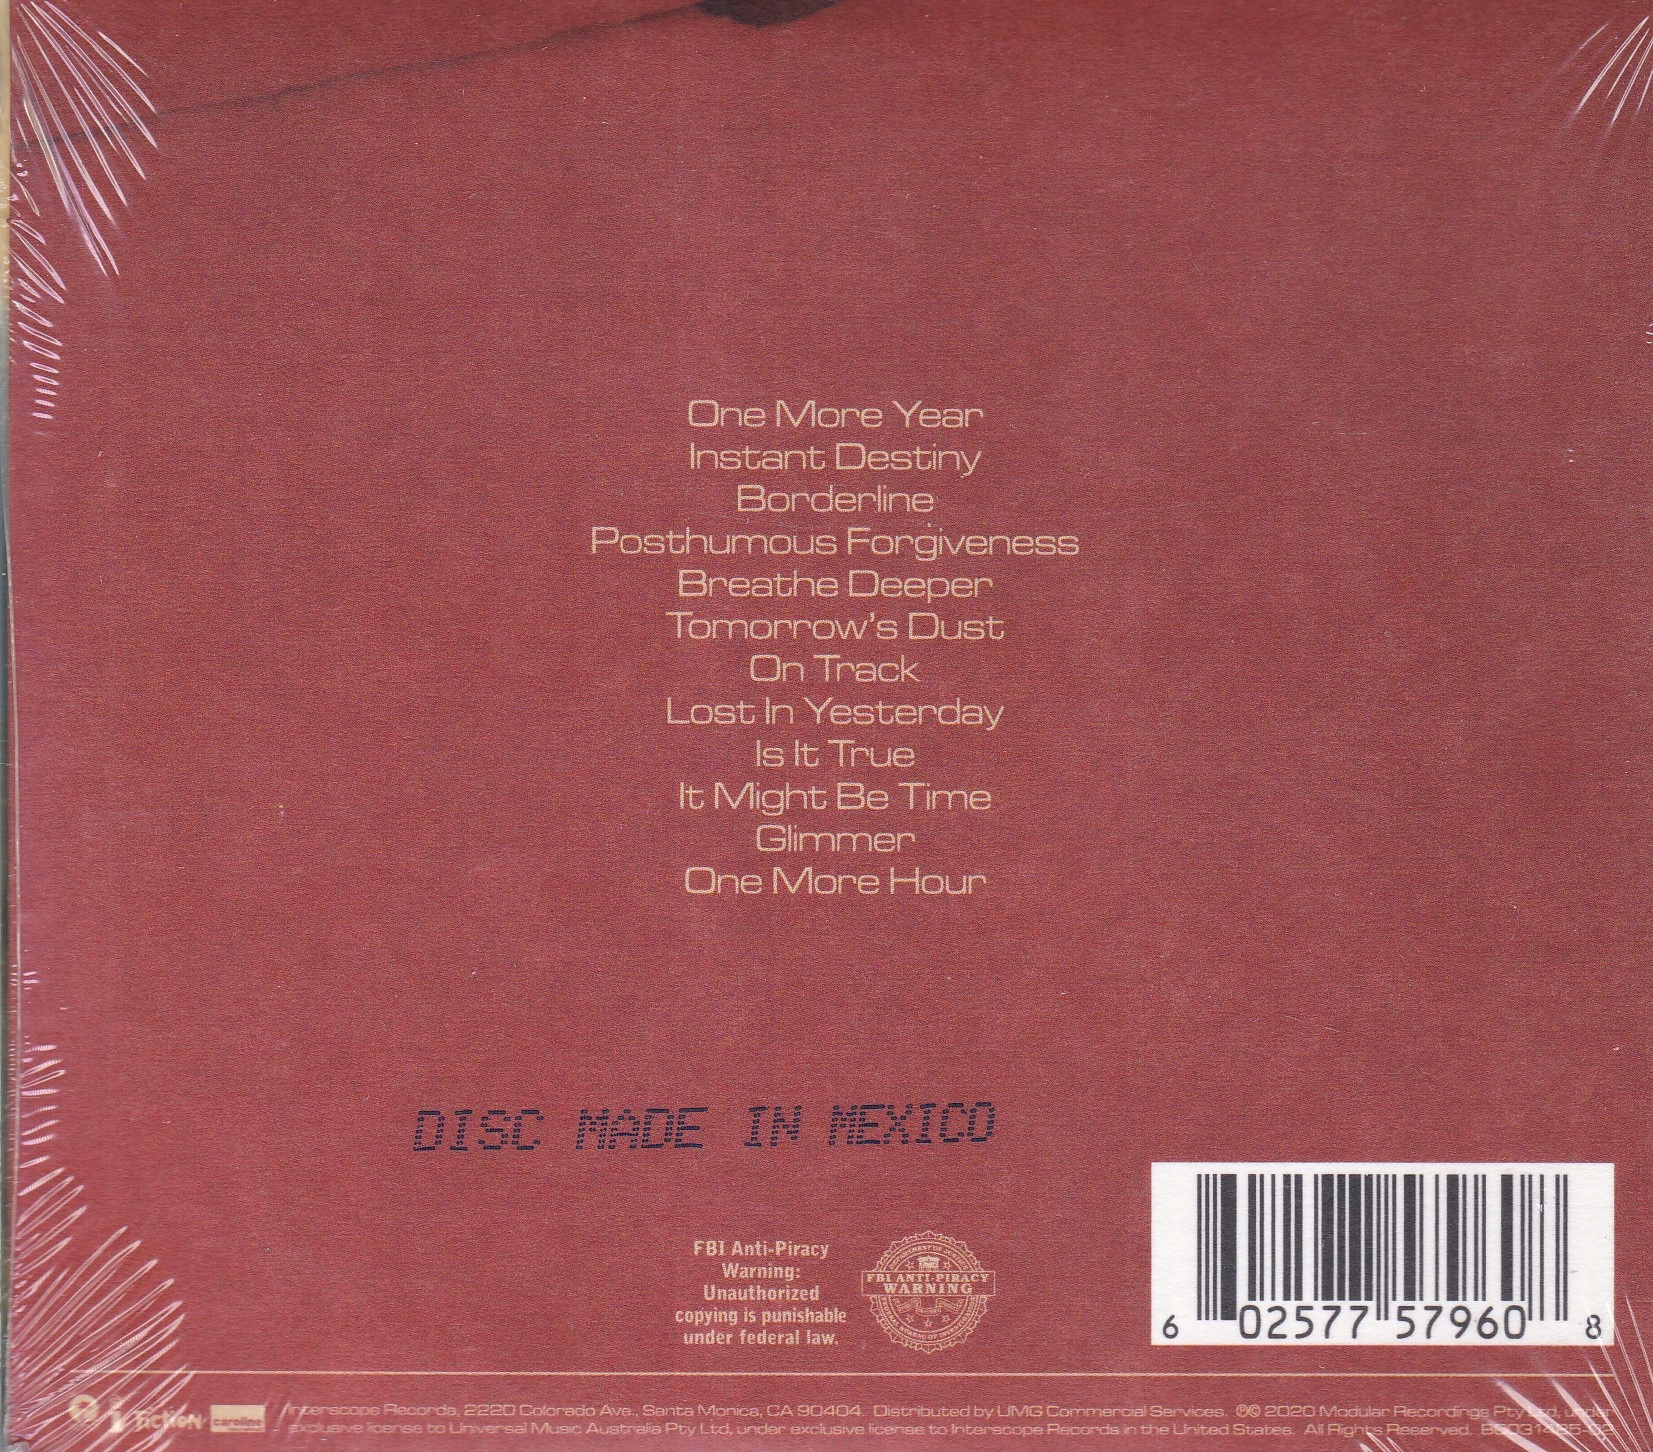 One More Year
Instant Destiny
Borderline
Posthumous Forgiveness
Breathe Deeper
Tomorrow's Dust
On Track
Lost In Yesterday
Is It True
It Might Be Time
Glimmer
One More Hour
DISC MADE IN MEXICO
FBI Anti-Piracy
Warning:
Unauthorized
copying is punishable
under federal law.
FBI ANTI-PIRACY
WARNING
6 02577 57960 8
fiction caroline
Interscope Records, 2220 Colorado Ave., Santa Monica, CA 90404. Distributed by UMG Commercial Services. ℗© 2020 Modular Recordings Pty Ltd, under
exclusive license to Universal Music Australia Pty Ltd, under exclusive license to Interscope Records in the United States. All Rights Reserved.